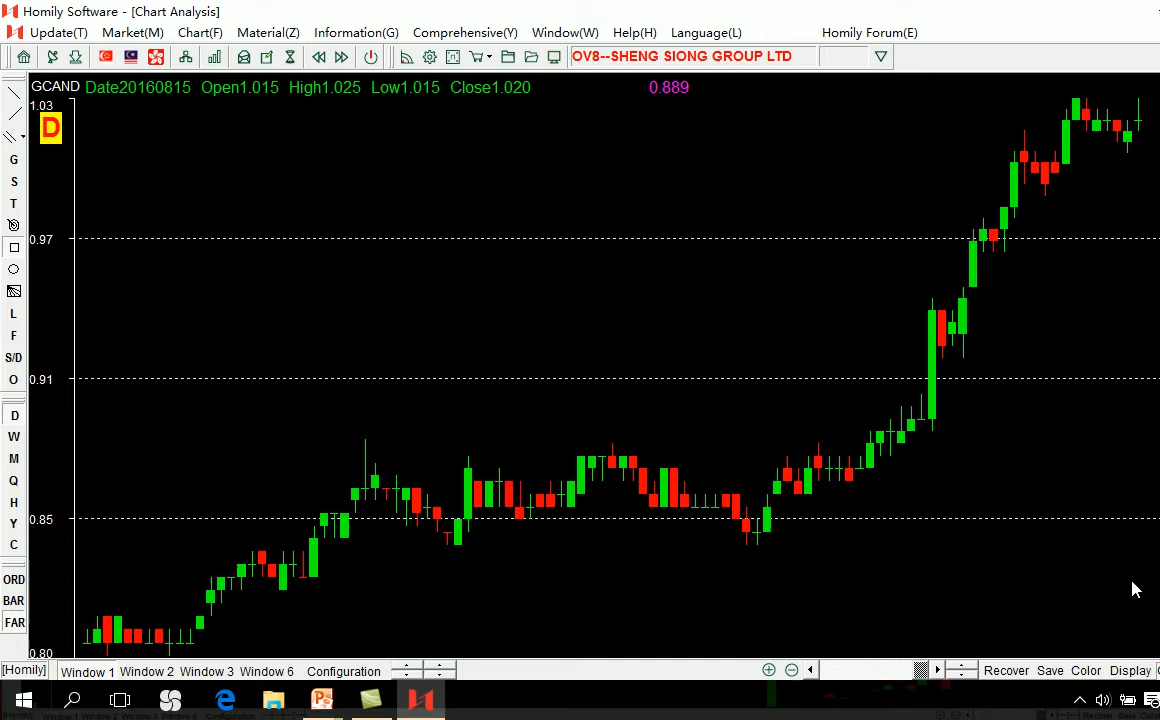 Homily Software - [Chart Analysis]
Update(T) Market(M) Chart(F) Material(Z) Information(G) Comprehensive(Y) Window(W) Help(H) Language(L) Homily Forum(E)
OV8--SHENG SIONG GROUP LTD
GCAND Date20160815 Open1.015 High1.025 Low1.015 Close1.020 0.889
1.03
D
G
S
T
0.97
L
F
S/D
O
0.91
D
W
M
Q
H
0.85
Y
C
ORD
BAR
FAR
0.80
[Homily] Window 1 Window 2 Window 3 Window 6 Configuration Recover Save Color Display